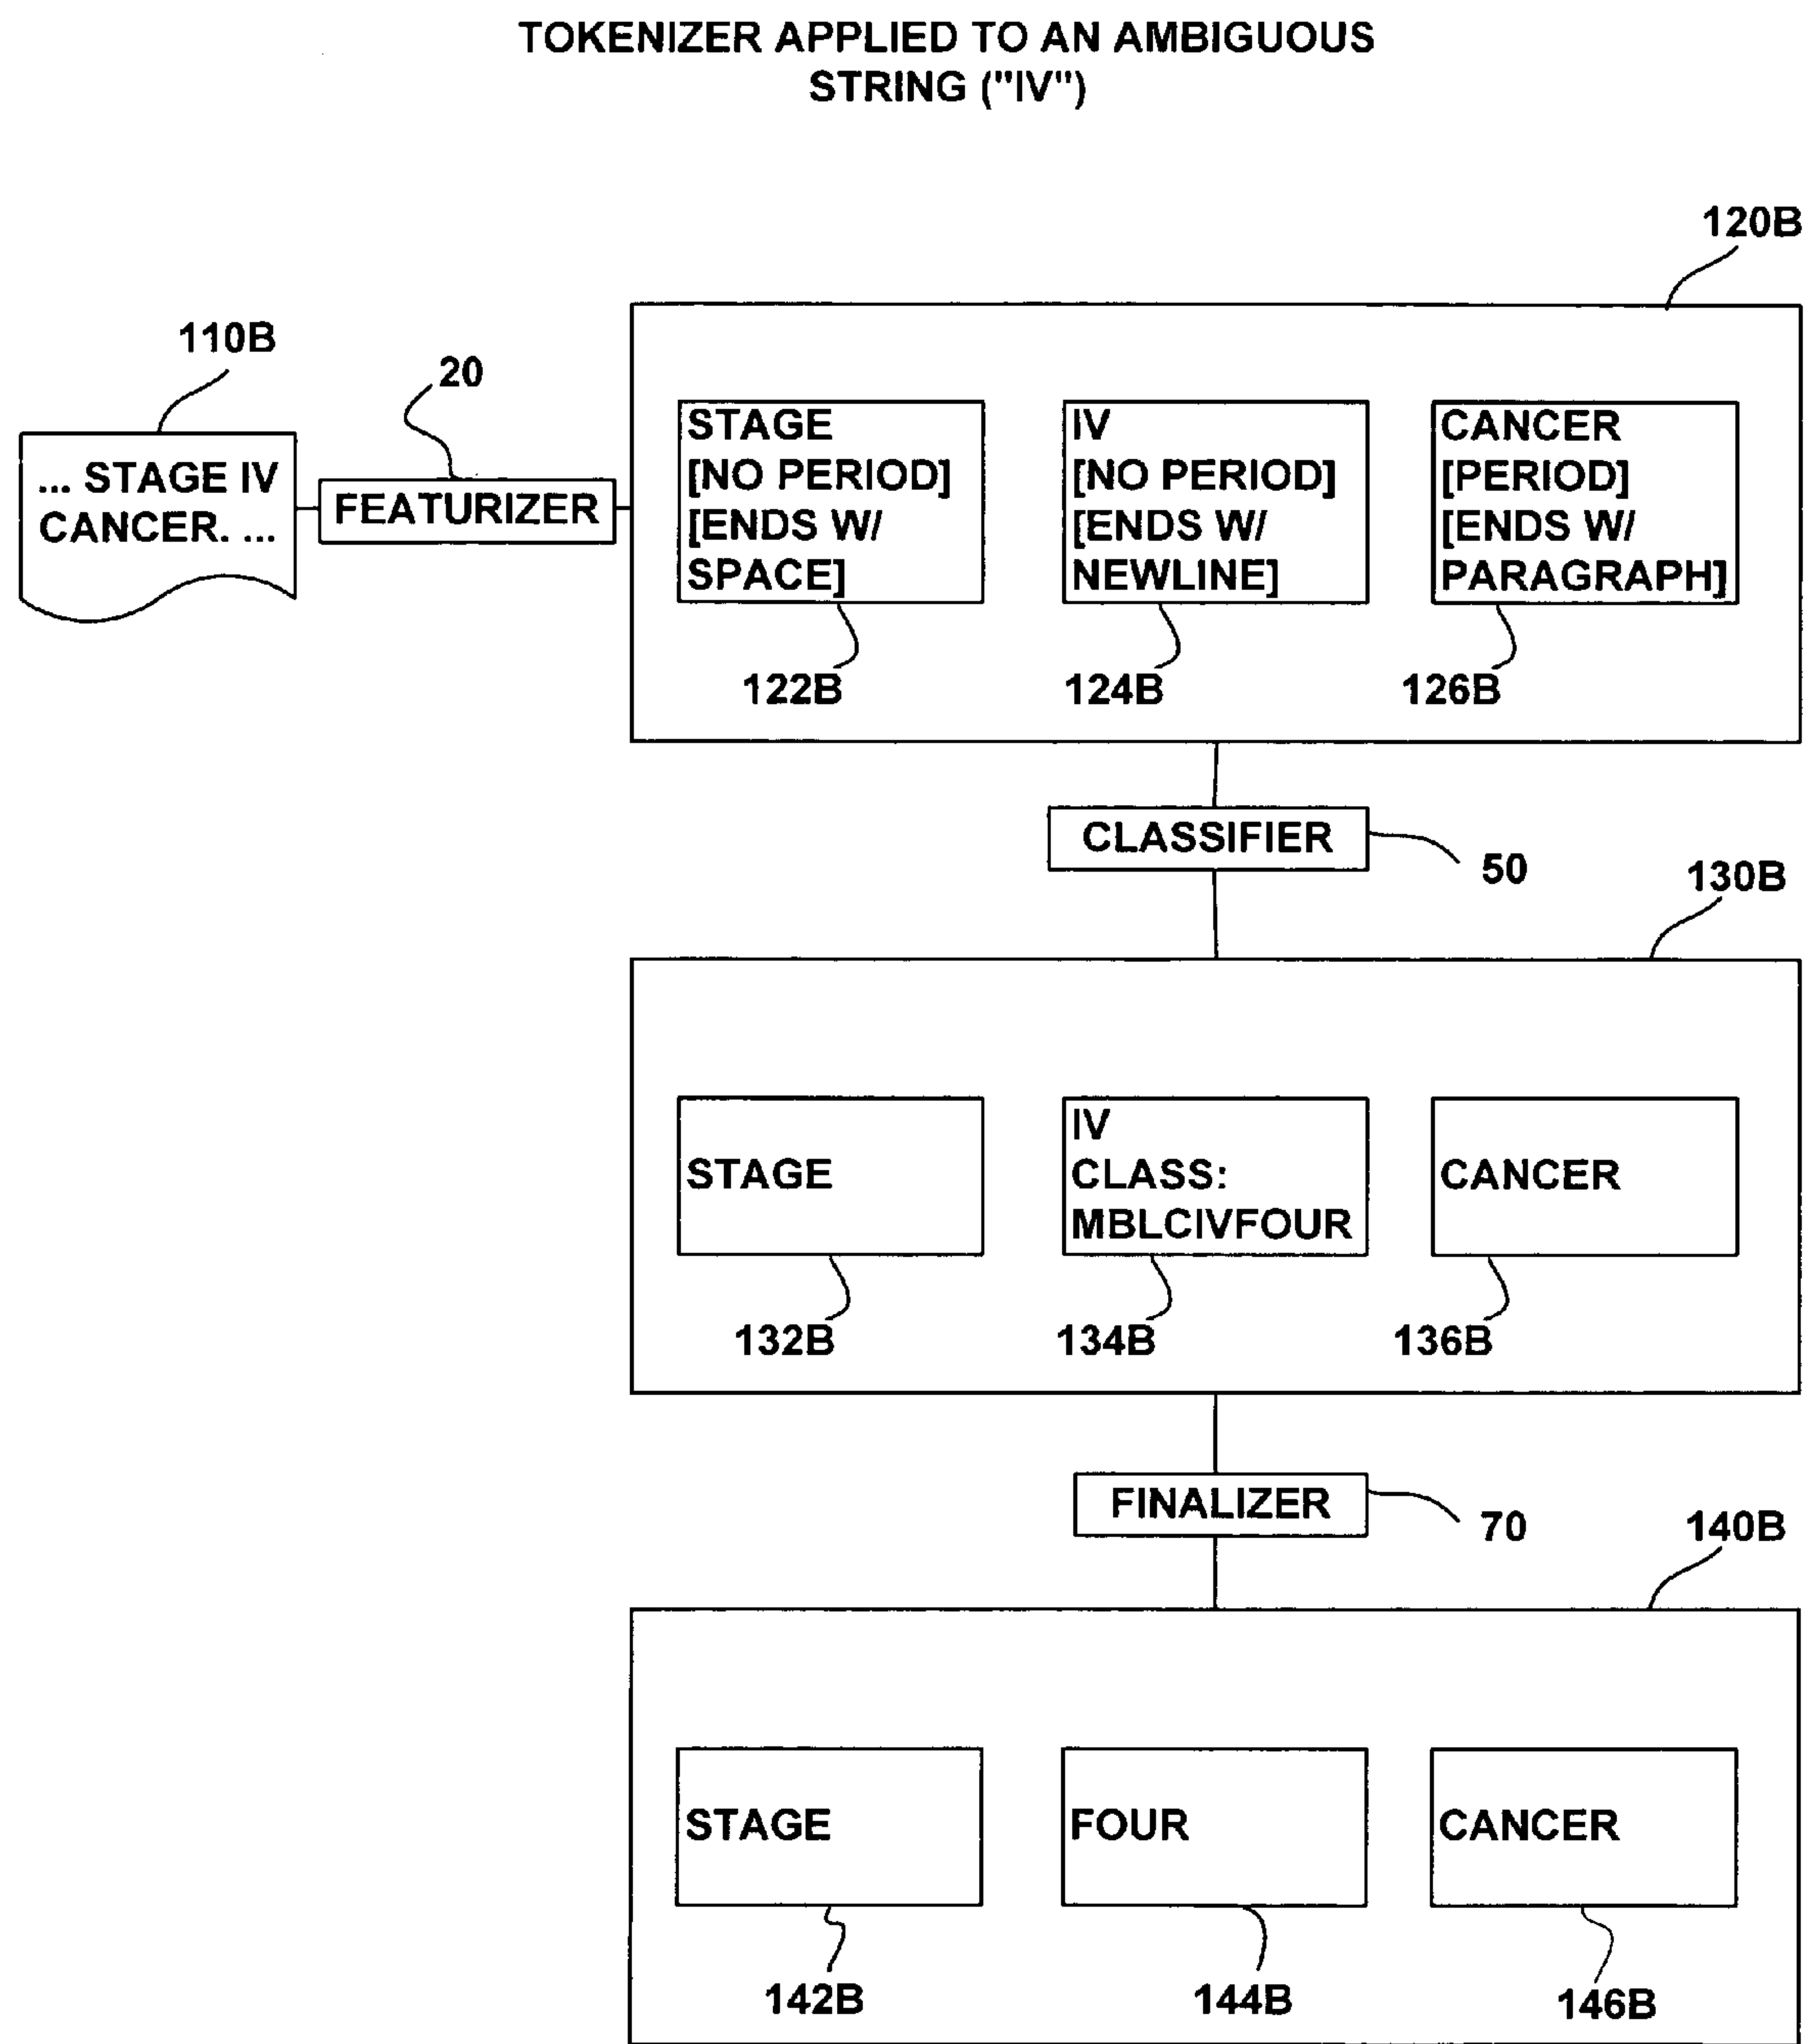 TOKENIZER APPLIED TO AN AMBIGUOUS
STRING ("IV")
120B
110B
20
... STAGE IV
CANCER. ...
FEATURIZER
STAGE
[NO PERIOD]
[ENDS W/
SPACE]
IV
[NO PERIOD]
[ENDS W/
NEWLINE]
CANCER
[PERIOD]
[ENDS W/
PARAGRAPH]
122B
124B
126B
CLASSIFIER
50
130B
STAGE
IV
CLASS:
MBLCIVFOUR
CANCER
132B
134B
136B
FINALIZER
70
140B
STAGE
FOUR
CANCER
142B
144B
146B